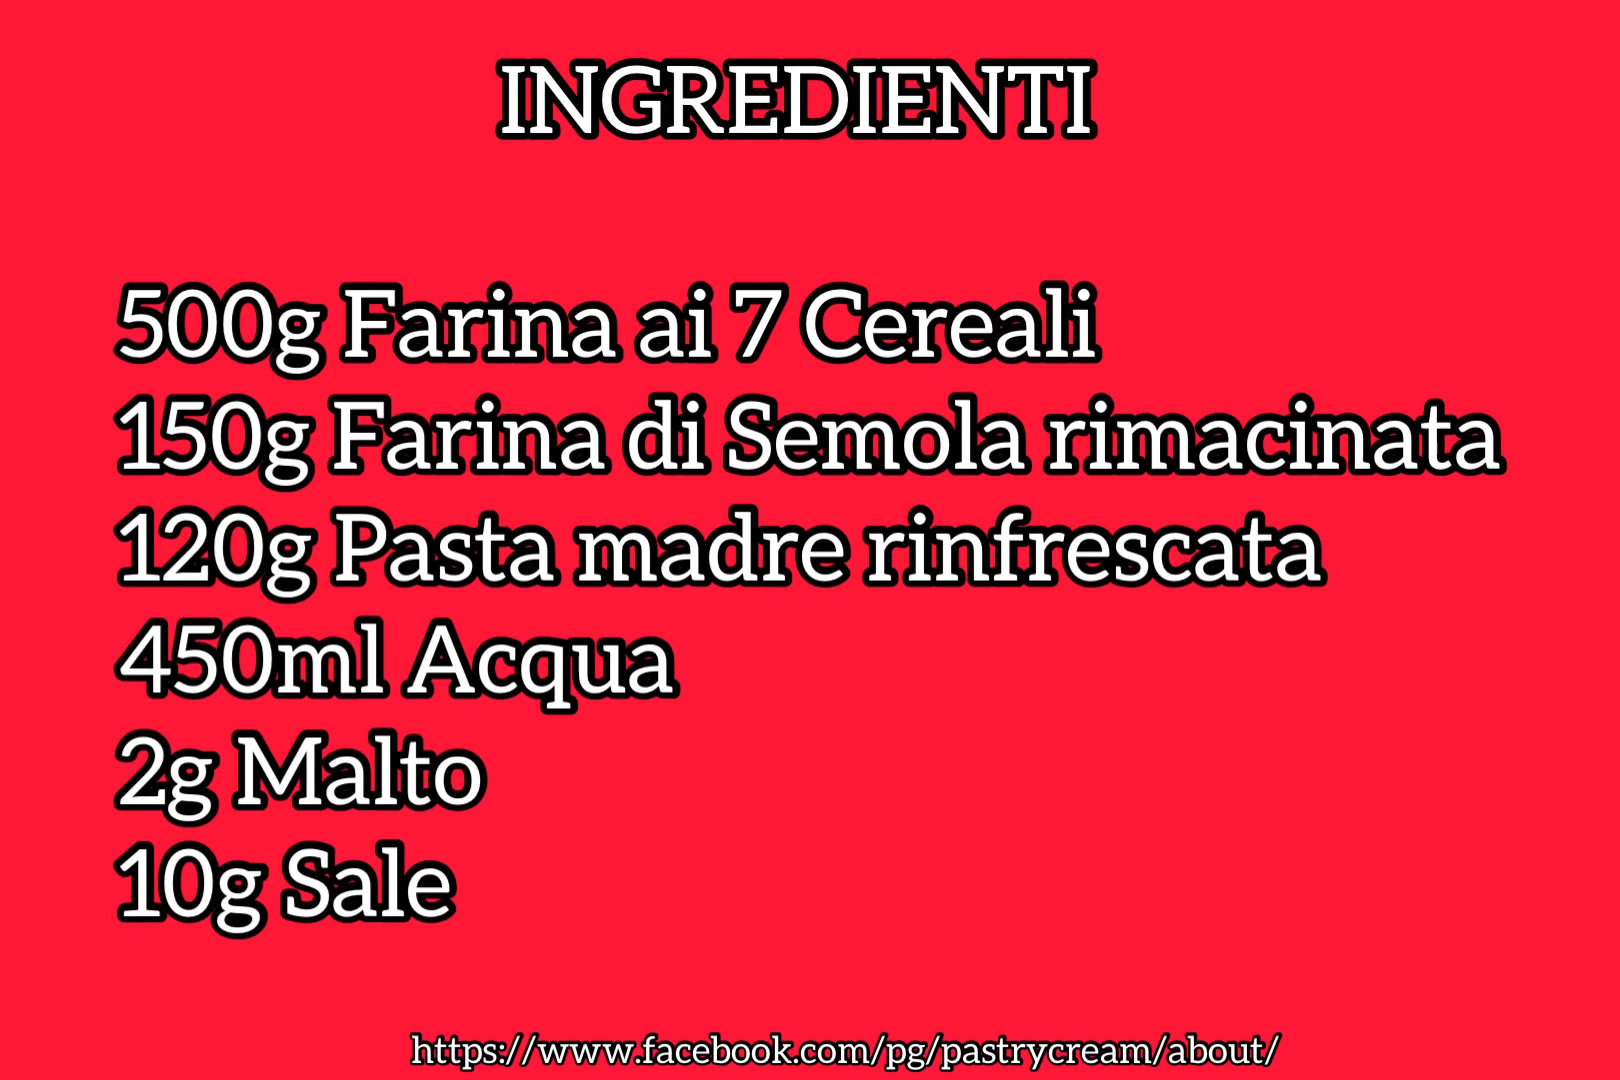 INGREDIENTI
500g Farina ai 7 Cereali
150g Farina di Semola rimacinata
120g Pasta madre rinfrescata
450ml Acqua
2g Malto
10g Sale
https://www.facebook.com/pg/pastrycream/about/